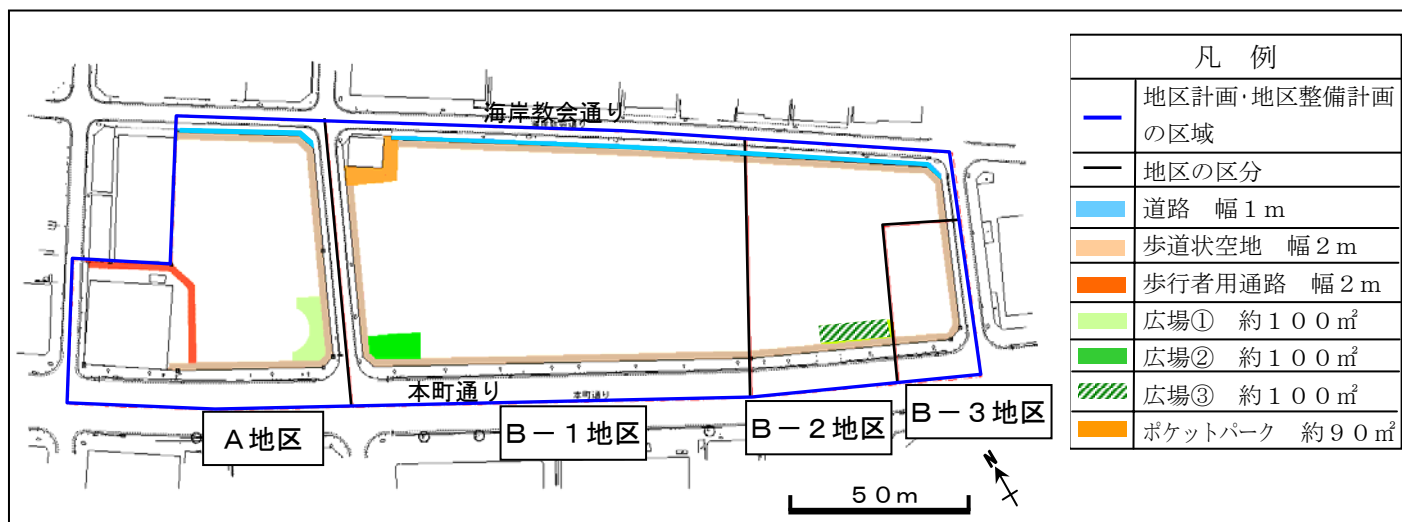 海岸教会通り
本町通り
本町通り
A地区
B-1地区
B-2地区
B-3地区
N
50m
凡 例
地区計画・地区整備計画
の区域
地区の区分
道路 幅1m
歩道状空地 幅2m
歩行者用通路 幅2m
広場① 約100㎡
広場② 約100㎡
広場③ 約100㎡
ポケットパーク 約90㎡